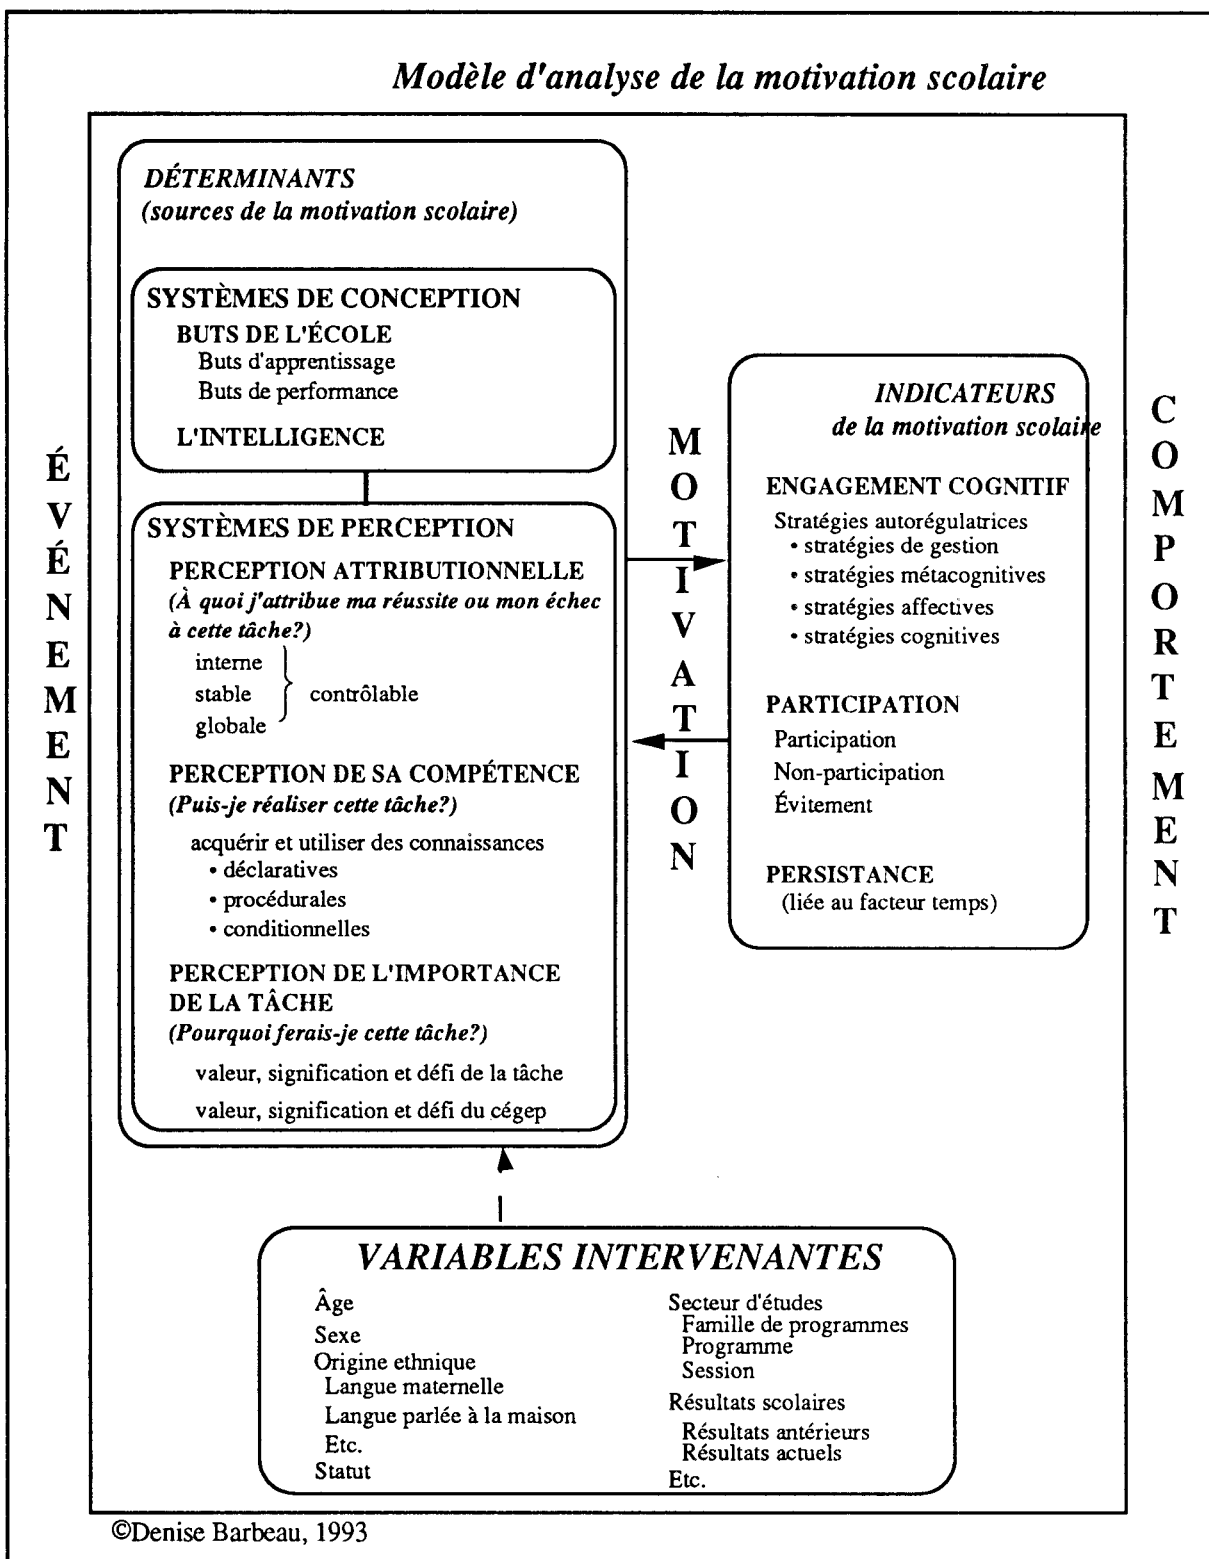 Modèle d'analyse de la motivation scolaire
ÉVÉNEMENT
DÉTERMINANTS
(sources de la motivation scolaire)
SYSTÈMES DE CONCEPTION
BUTS DE L'ÉCOLE
Buts d'apprentissage
Buts de performance
L'INTELLIGENCE
SYSTÈMES DE PERCEPTION
PERCEPTION ATTRIBUTIONNELLE
(À quoi j'attribue ma réussite ou mon échec
à cette tâche?)
interne
stable
globale
contrôlable
PERCEPTION DE SA COMPÉTENCE
(Puis-je réaliser cette tâche?)
acquérir et utiliser des connaissances
• déclaratives
• procédurales
• conditionnelles
PERCEPTION DE L'IMPORTANCE
DE LA TÂCHE
(Pourquoi ferais-je cette tâche?)
valeur, signification et défi de la tâche
valeur, signification et défi du cégep
MOTIVATION
INDICATEURS
de la motivation scolaire
ENGAGEMENT COGNITIF
Stratégies autorégulatrices
• stratégies de gestion
• stratégies métacognitives
• stratégies affectives
• stratégies cognitives
PARTICIPATION
Participation
Non-participation
Évitement
PERSISTANCE
(liée au facteur temps)
COMPORTEMENT
VARIABLES INTERVENANTES
Âge
Sexe
Origine ethnique
Langue maternelle
Langue parlée à la maison
Etc.
Statut
Secteur d'études
Famille de programmes
Programme
Session
Résultats scolaires
Résultats antérieurs
Résultats actuels
Etc.
©Denise Barbeau, 1993